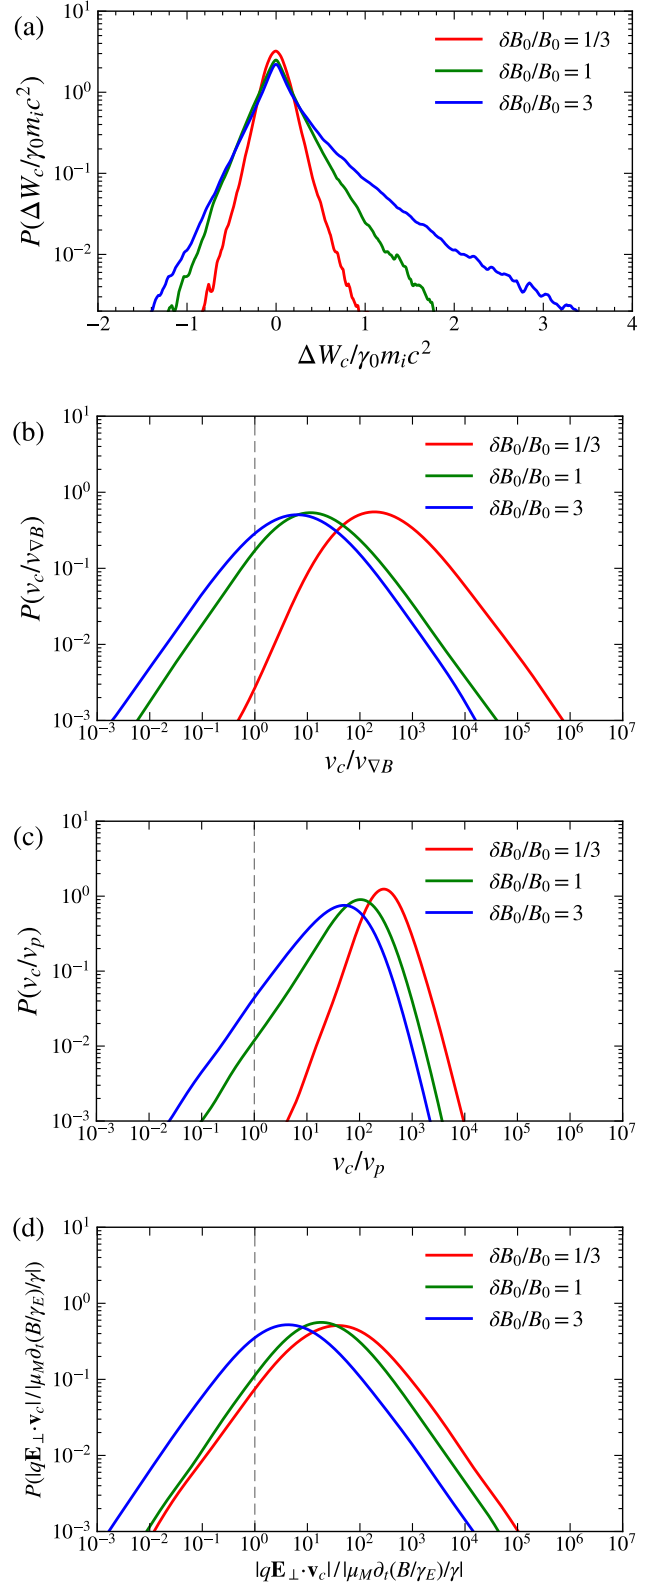 (a)
P(ΔW_c/γ_0m_ic^2)
10^1
10^0
10^{-1}
10^{-2}
δB_0/B_0 = 1/3
δB_0/B_0 = 1
δB_0/B_0 = 3
−2 −1 0 1 2 3 4
ΔW_c/γ_0m_ic^2
(b)
P(v_c/v_{∇B})
10^1
10^0
10^{-1}
10^{-2}
10^{-3}
δB_0/B_0 = 1/3
δB_0/B_0 = 1
δB_0/B_0 = 3
10^{-3} 10^{-2} 10^{-1} 10^0 10^1 10^2 10^3 10^4 10^5 10^6 10^7
v_c/v_{∇B}
(c)
P(v_c/v_p)
10^1
10^0
10^{-1}
10^{-2}
10^{-3}
δB_0/B_0 = 1/3
δB_0/B_0 = 1
δB_0/B_0 = 3
10^{-3} 10^{-2} 10^{-1} 10^0 10^1 10^2 10^3 10^4 10^5 10^6 10^7
v_c/v_p
(d)
P(|qE_⊥·v_c|/|μ_M∂_t(B/γ_E)/γ|)
10^1
10^0
10^{-1}
10^{-2}
10^{-3}
δB_0/B_0 = 1/3
δB_0/B_0 = 1
δB_0/B_0 = 3
10^{-3} 10^{-2} 10^{-1} 10^0 10^1 10^2 10^3 10^4 10^5 10^6 10^7
|qE_⊥·v_c|/|μ_M∂_t(B/γ_E)/γ|